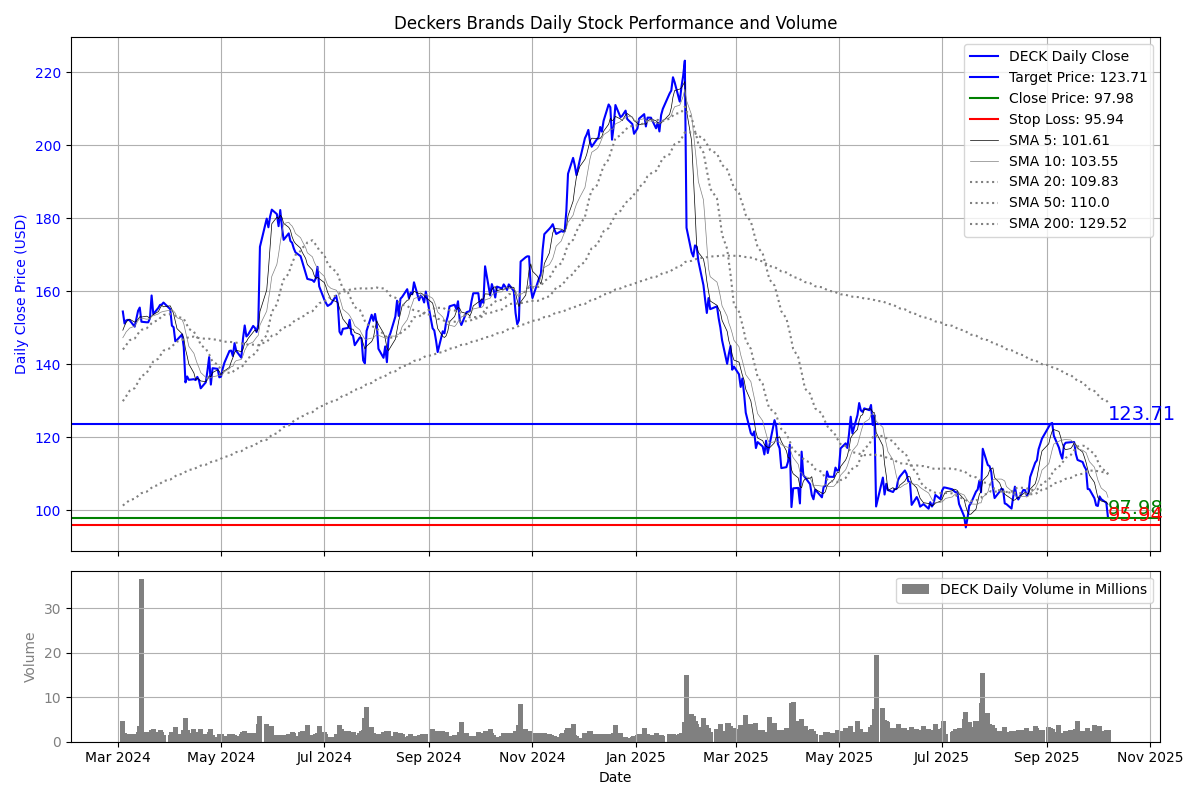 Deckers Brands Daily Stock Performance and Volume
Daily Close Price (USD)
220
200
180
160
140
120
100
DECK Daily Close
Target Price: 123.71
Close Price: 97.98
Stop Loss: 95.94
SMA 5: 101.61
SMA 10: 103.55
SMA 20: 109.83
SMA 50: 110.0
SMA 200: 129.52
123.71
97.98
95.94
Volume
30
20
10
0
DECK Daily Volume in Millions
Mar 2024 May 2024 Jul 2024 Sep 2024 Nov 2024 Jan 2025 Mar 2025 May 2025 Jul 2025 Sep 2025 Nov 2025
Date